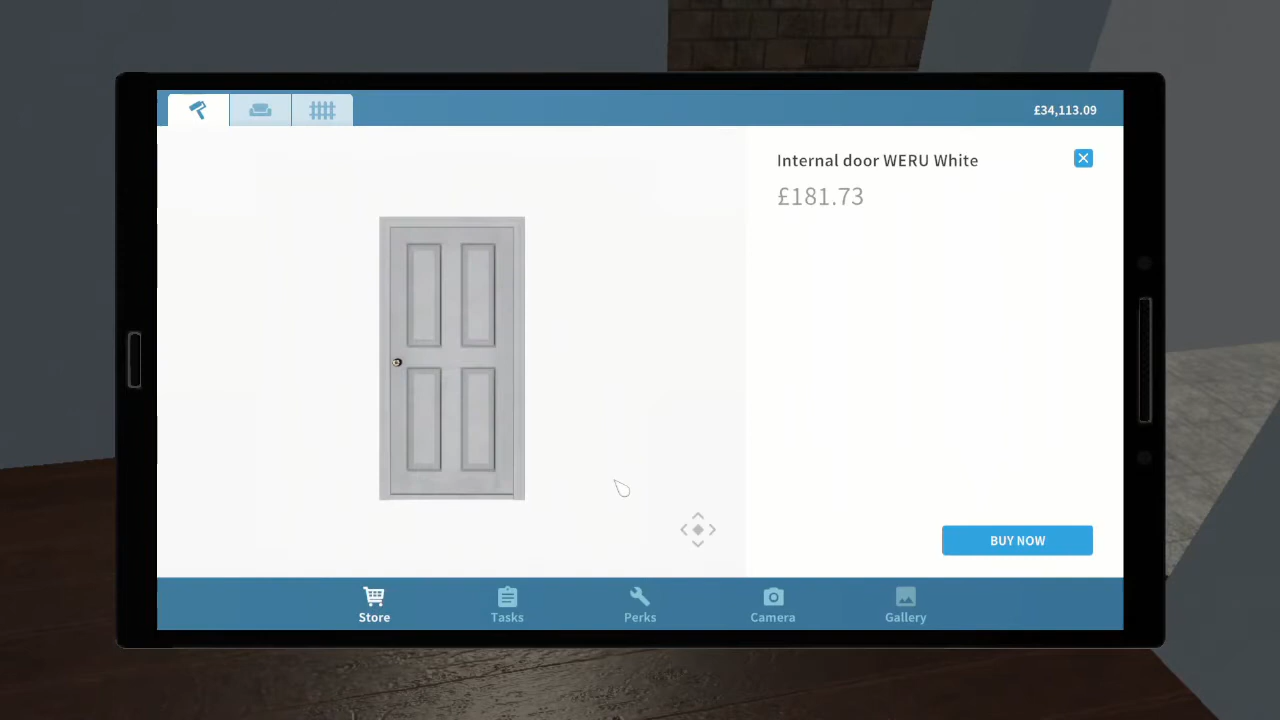 £34,113.09
Internal door WERU White
£181.73
BUY NOW
Store
Tasks
Perks
Camera
Gallery